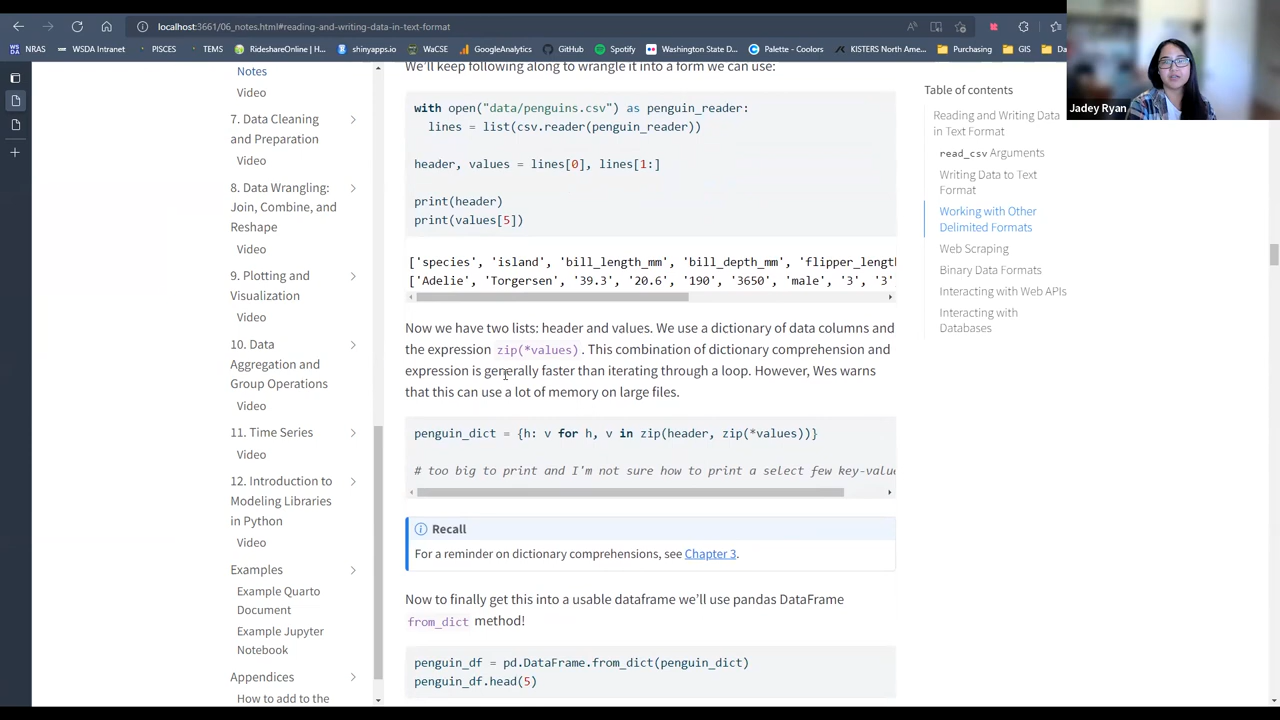 localhost:3661/06_notes.html#reading-and-writing-data-in-text-format
NRAS
WSDA Intranet
PISCES
TEMS
RideshareOnline | H...
shinyapps.io
WaCSE
GoogleAnalytics
GitHub
Spotify
Washington State D...
Palette - Coolors
KISTERS North Ame...
Purchasing
GIS
Da
Jadey Ryan
Notes
Video
7. Data Cleaning
and Preparation
Video
8. Data Wrangling:
Join, Combine, and
Reshape
Video
9. Plotting and
Visualization
Video
10. Data
Aggregation and
Group Operations
Video
11. Time Series
Video
12. Introduction to
Modeling Libraries
in Python
Video
Examples
Example Quarto
Document
Example Jupyter
Notebook
Appendices
How to add to the
We'll keep following along to wrangle it into a form we can use:
with open("data/penguins.csv") as penguin_reader:
lines = list(csv.reader(penguin_reader))
header, values = lines[0], lines[1:]
print(header)
print(values[5])
['species', 'island', 'bill_length_mm', 'bill_depth_mm', 'flipper_length
['Adelie', 'Torgersen', '39.3', '20.6', '190', '3650', 'male', '3', '3'
Now we have two lists: header and values. We use a dictionary of data columns and
the expression zip(*values). This combination of dictionary comprehension and
expression is generally faster than iterating through a loop. However, Wes warns
that this can use a lot of memory on large files.
penguin_dict = {h: v for h, v in zip(header, zip(*values))}
# too big to print and I'm not sure how to print a select few key-value
Recall
For a reminder on dictionary comprehensions, see Chapter 3.
Now to finally get this into a usable dataframe we'll use pandas DataFrame
from_dict method!
penguin_df = pd.DataFrame.from_dict(penguin_dict)
penguin_df.head(5)
Table of contents
Reading and Writing Data
in Text Format
read_csv Arguments
Writing Data to Text
Format
Working with Other
Delimited Formats
Web Scraping
Binary Data Formats
Interacting with Web APIs
Interacting with
Databases